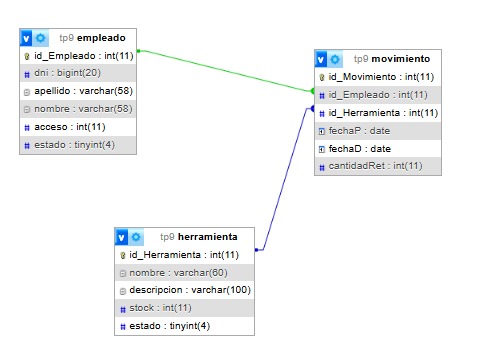 v tp9 empleado
id_Empleado : int(11)
# dni : bigint(20)
apellido : varchar(58)
nombre : varchar(58)
# acceso : int(11)
# estado : tinyint(4)
v tp9 movimiento
id_Movimiento : int(11)
# id_Empleado : int(11)
# id_Herramienta : int(11)
fechaP : date
fechaD : date
# cantidadRet : int(11)
v tp9 herramienta
id_Herramienta : int(11)
nombre : varchar(60)
descripcion : varchar(100)
# stock : int(11)
# estado : tinyint(4)